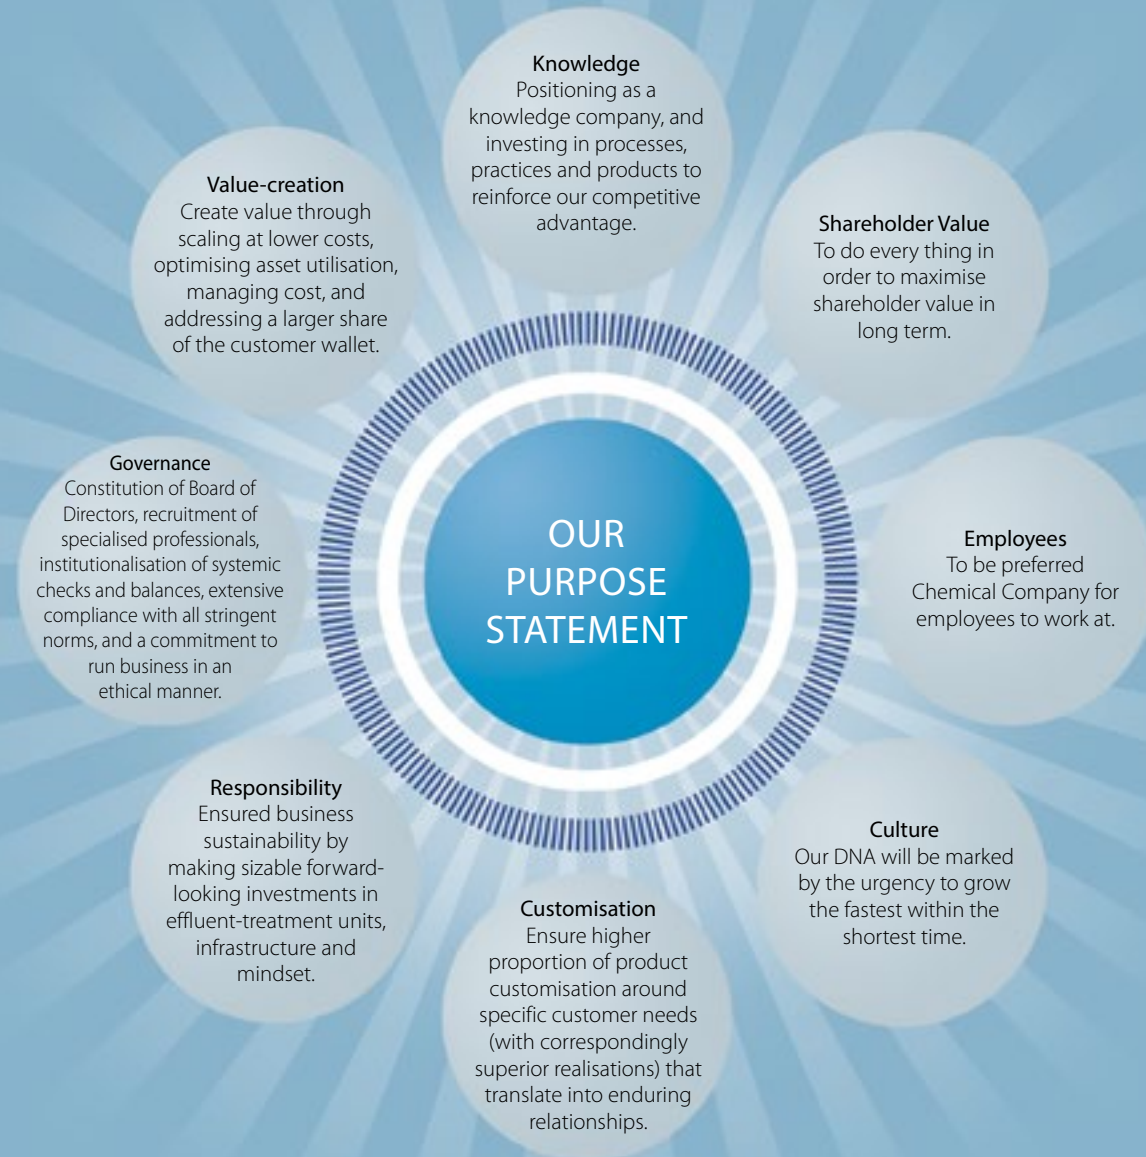 Knowledge
Positioning as a
knowledge company, and
investing in processes,
practices and products to
reinforce our competitive
advantage.
Shareholder Value
To do every thing in
order to maximise
shareholder value in
long term.
Employees
To be preferred
Chemical Company for
employees to work at.
Culture
Our DNA will be marked
by the urgency to grow
the fastest within the
shortest time.
Customisation
Ensure higher
proportion of product
customisation around
specific customer needs
(with correspondingly
superior realisations) that
translate into enduring
relationships.
Responsibility
Ensured business
sustainability by
making sizable forward-
looking investments in
effluent-treatment units,
infrastructure and
mindset.
Governance
Constitution of Board of
Directors, recruitment of
specialised professionals,
institutionalisation of systemic
checks and balances, extensive
compliance with all stringent
norms, and a commitment to
run business in an
ethical manner.
Value-creation
Create value through
scaling at lower costs,
optimising asset utilisation,
managing cost, and
addressing a larger share
of the customer wallet.
OUR
PURPOSE
STATEMENT